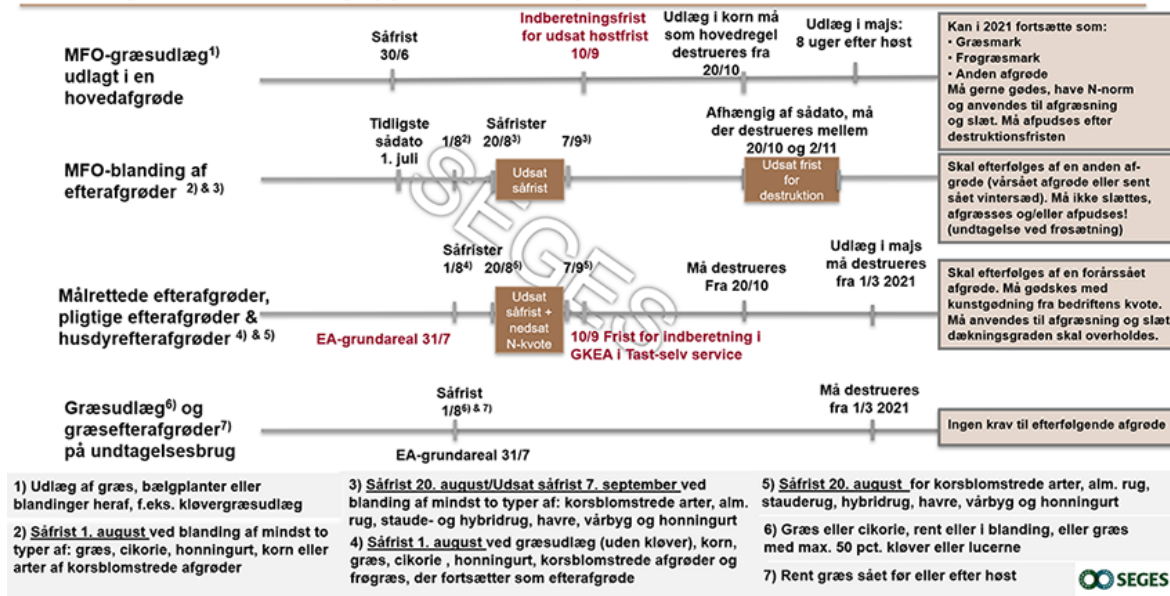 MFO-græsudlæg1)
udlagt i en
hovedafgrøde
Såfrist
30/6
Indberetningsfrist
for udsat høstfrist
10/9
Udlæg i korn må
som hovedregel
destrueres fra
20/10
Udlæg i majs:
8 uger efter høst
Kan i 2021 fortsætte som:
• Græsmark
• Frøgræsmark
• Anden afgrøde
Må gerne gødes, have N-norm
og anvendes til afgræsning
og slæt. Må afpudses efter
destruktionsfristen
MFO-blanding af
efterafgrøder 2) & 3)
Tidligste
sådato
1. juli
1/82)
Såfrister
20/83)
7/93)
Udsat
såfrist
Afhængig af sådato, må
der destrueres mellem
20/10 og 2/11
Udsat frist
for
destruktion
Skal efterfølges af en anden af-
grøde (vårsået afgrøde eller sent
sået vintersæd). Må ikke slættes,
afgræsses og/eller afpudses!
(undtagelse ved frøsætning)
SEGES
Målrettede efterafgrøder,
pligtige efterafgrøder &
husdyrefterafgrøder 4) & 5)
Såfrister
1/84)
20/85)
7/95)
Udsat
såfrist +
nedsat
N-kvote
EA-grundareal 31/7
10/9 Frist for indberetning i
GKEA i Tast-selv service
Må destrueres
Fra 20/10
Udlæg i majs
må destrueres
fra 1/3 2021
Skal efterfølges af en forårssået
afgrøde. Må gødskes med
kunstgødning fra bedriftens kvote.
Må anvendes til afgræsning og slæt
dækningsgraden skal overholdes.
Græsudlæg6) og
græsefterafgrøder7)
på undtagelsesbrug
Såfrist
1/86) & 7)
EA-grundareal 31/7
Må destrueres
fra 1/3 2021
Ingen krav til efterfølgende afgrøde
1) Udlæg af græs, bælgplanter eller
blandinger heraf, f.eks. kløvergræsudlæg
2) Såfrist 1. august ved blanding af mindst to
typer af: græs, cikorie, honningurt, korn eller
arter af korsblomstrede afgrøder
3) Såfrist 20. august/Udsat såfrist 7. september ved
blanding af mindst to typer af: korsblomstrede arter, alm.
rug, staude- og hybridrug, havre, vårbyg og honningurt
4) Såfrist 1. august ved græsudlæg (uden kløver), korn,
græs, cikorie , honningurt, korsblomstrede afgrøder og
frøgræs, der fortsætter som efterafgrøde
5) Såfrist 20. august for korsblomstrede arter, alm. rug,
stauderug, hybridrug, havre, vårbyg og honningurt
6) Græs eller cikorie, rent eller i blanding, eller græs
med max. 50 pct. kløver eller lucerne
7) Rent græs sået før eller efter høst
SEGES